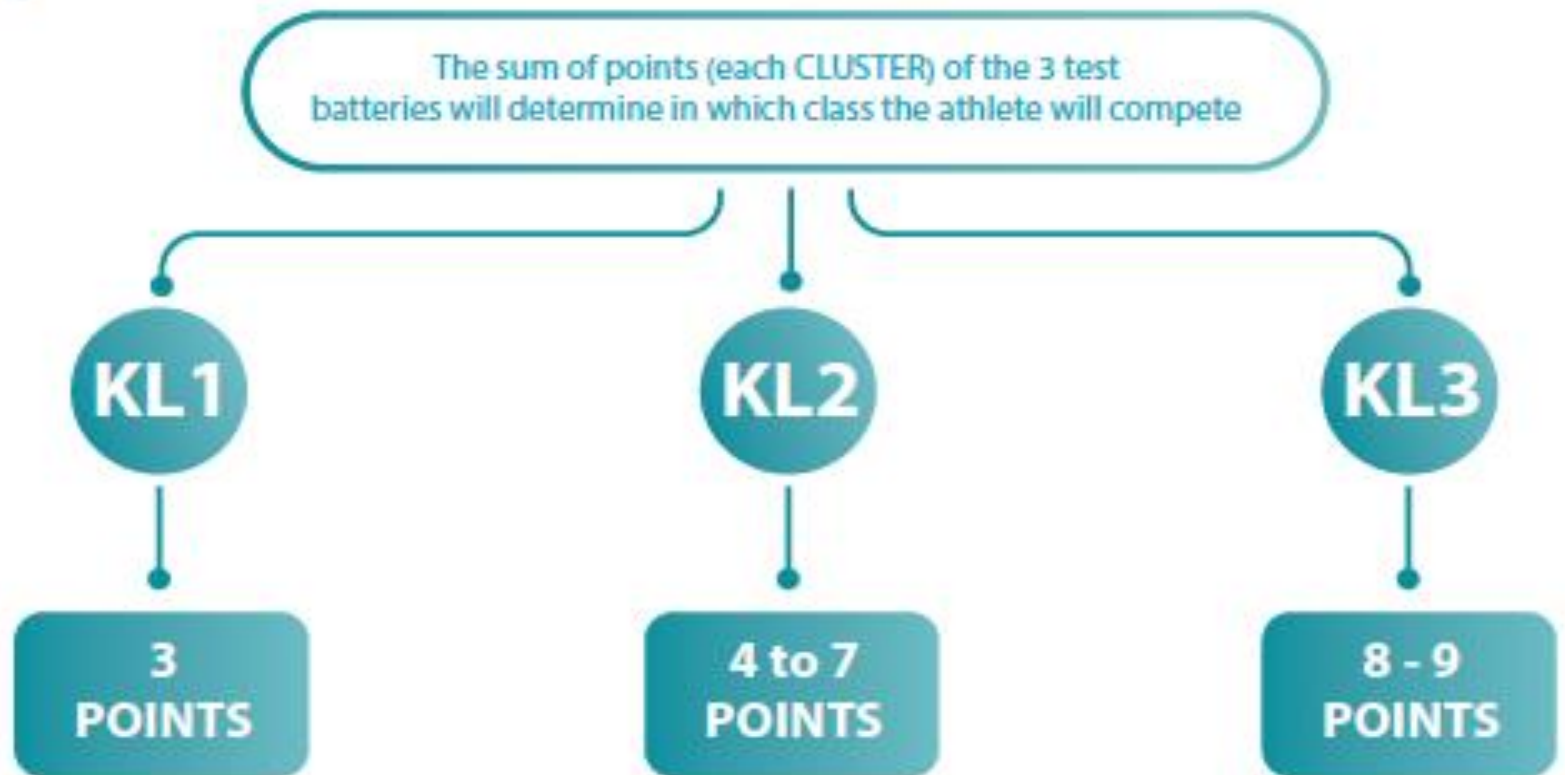 The sum of points (each CLUSTER) of the 3 test
batteries will determine in which class the athlete will compete
KL1
KL2
KL3
3
POINTS
4 to 7
POINTS
8 - 9
POINTS